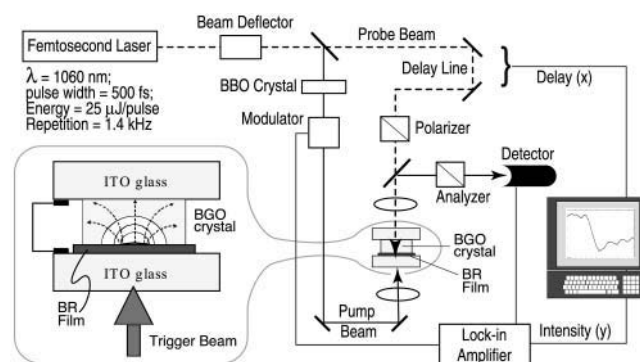 Beam Deflector
Probe Beam
Femtosecond Laser
Delay Line
Delay (x)
λ = 1060 nm;
pulse width = 500 fs;
Energy = 25 μJ/pulse
Repetition = 1.4 kHz
BBO Crystal
Modulator
Polarizer
Detector
Analyzer
ITO glass
BGO
crystal
ITO glass
BR
Film
Trigger Beam
BGO
crystal
BR
Film
Pump
Beam
Lock-in
Amplifier
Intensity (y)